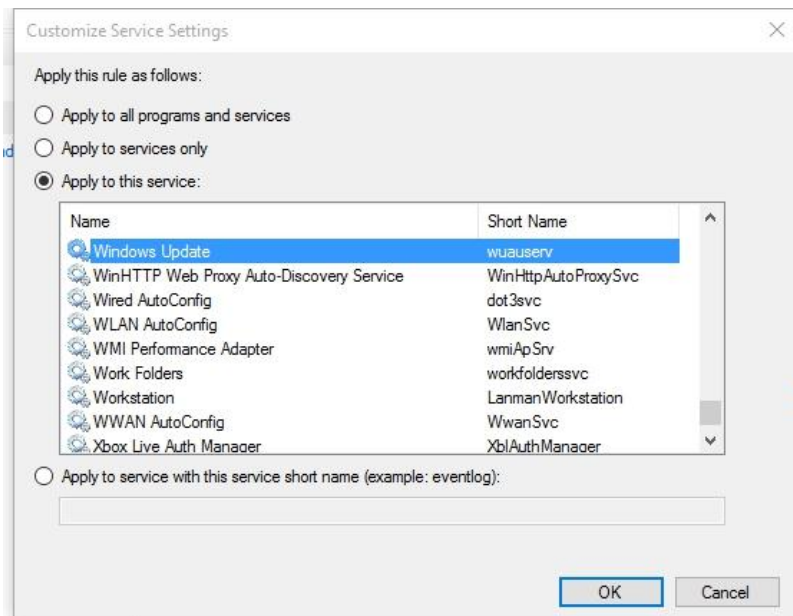 Customize Service Settings
Apply this rule as follows:
Apply to all programs and services
Apply to services only
Apply to this service:
Name Short Name
Windows Update wuauserv
WinHTTP Web Proxy Auto-Discovery Service WinHttpAutoProxySvc
Wired AutoConfig dot3svc
WLAN AutoConfig WlanSvc
WMI Performance Adapter wmiApSrv
Work Folders workfolderssvc
Workstation LanmanWorkstation
WWAN AutoConfig WwanSvc
Xbox Live Auth Manager XblAuthManager
Apply to service with this service short name (example: eventlog):
OK Cancel